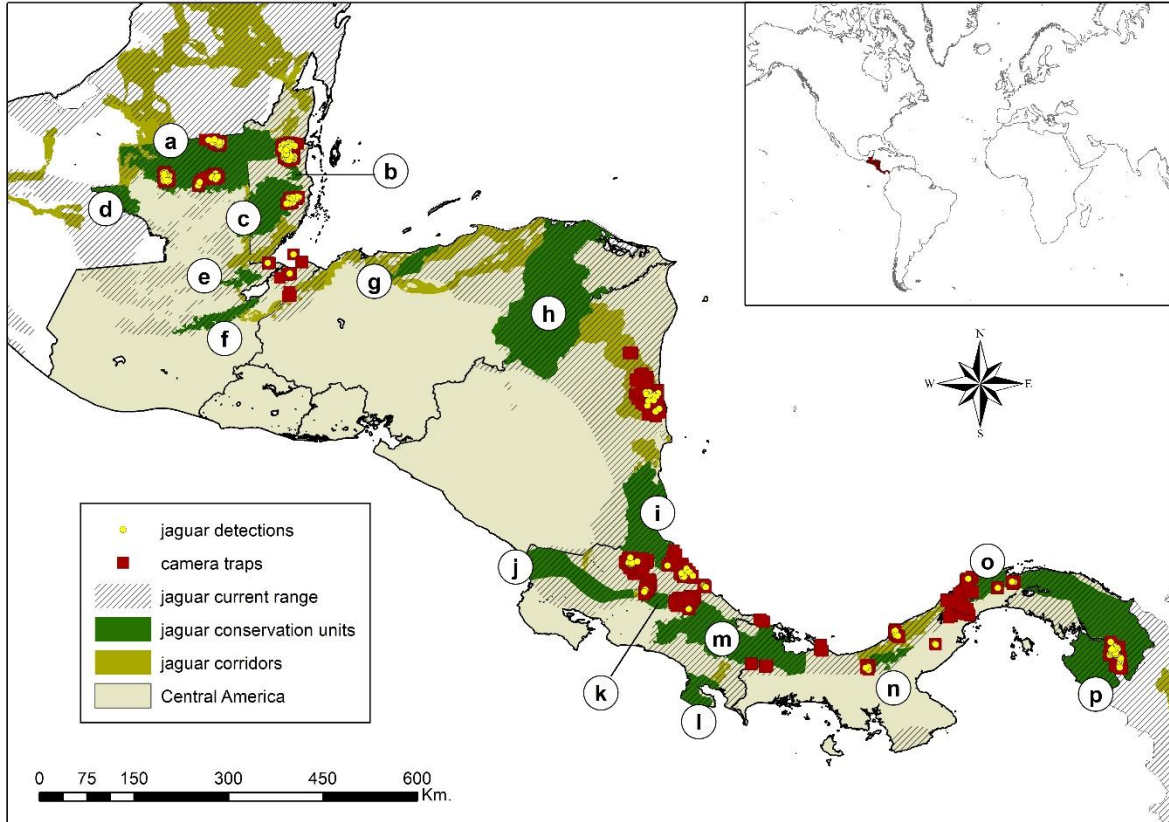 a
b
c
d
e
f
g
h
i
j
k
l
m
n
o
p
N
W
E
S
jaguar detections
camera traps
jaguar current range
jaguar conservation units
jaguar corridors
Central America
0 75 150 300 450 600
Km.